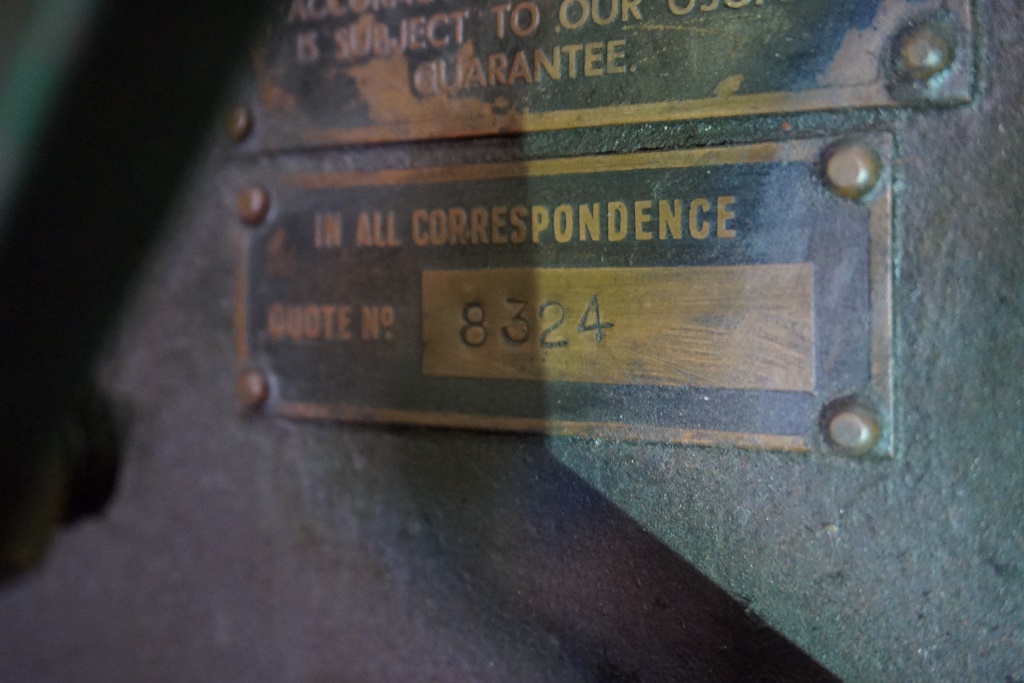 IS SUBJECT TO OUR
GUARANTEE.
IN ALL CORRESPONDENCE
QUOTE Nº 8324